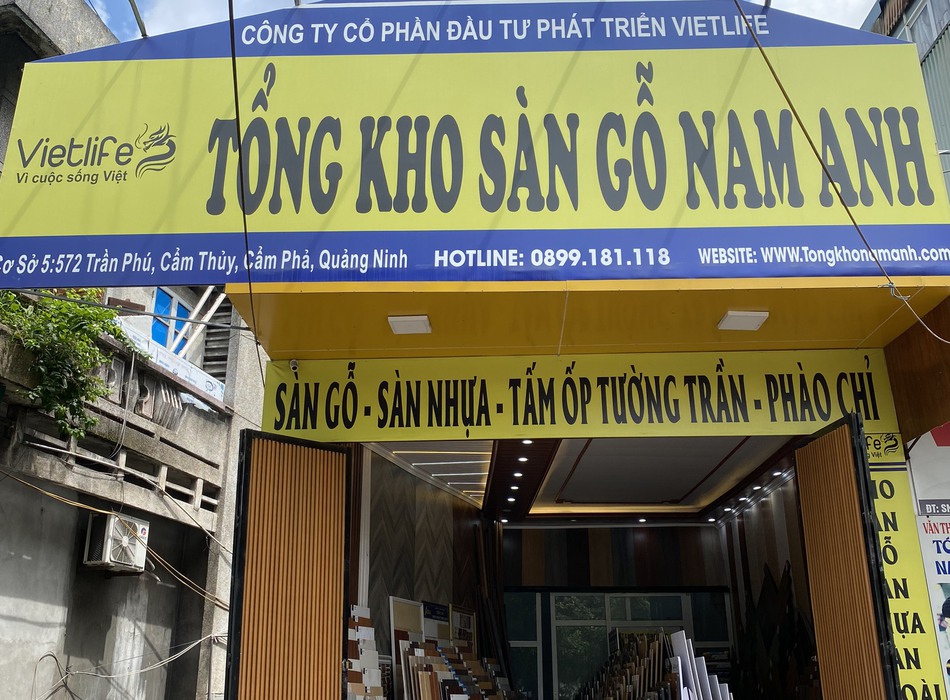 CÔNG TY CỔ PHẦN ĐẦU TƯ PHÁT TRIỂN VIETLIFE
Vietlife
Vì cuộc sống Việt
TỔNG KHO SÀN GỖ NAM ANH
Cơ Sở 5:572 Trần Phú, Cẩm Thủy, Cẩm Phả, Quảng Ninh
HOTLINE: 0899.181.118
WEBSITE:
SÀN GỖ - SÀN NHỰA - TẤM ỐP TƯỜNG TRẦN - PHÀO CHỈ
ĐT: